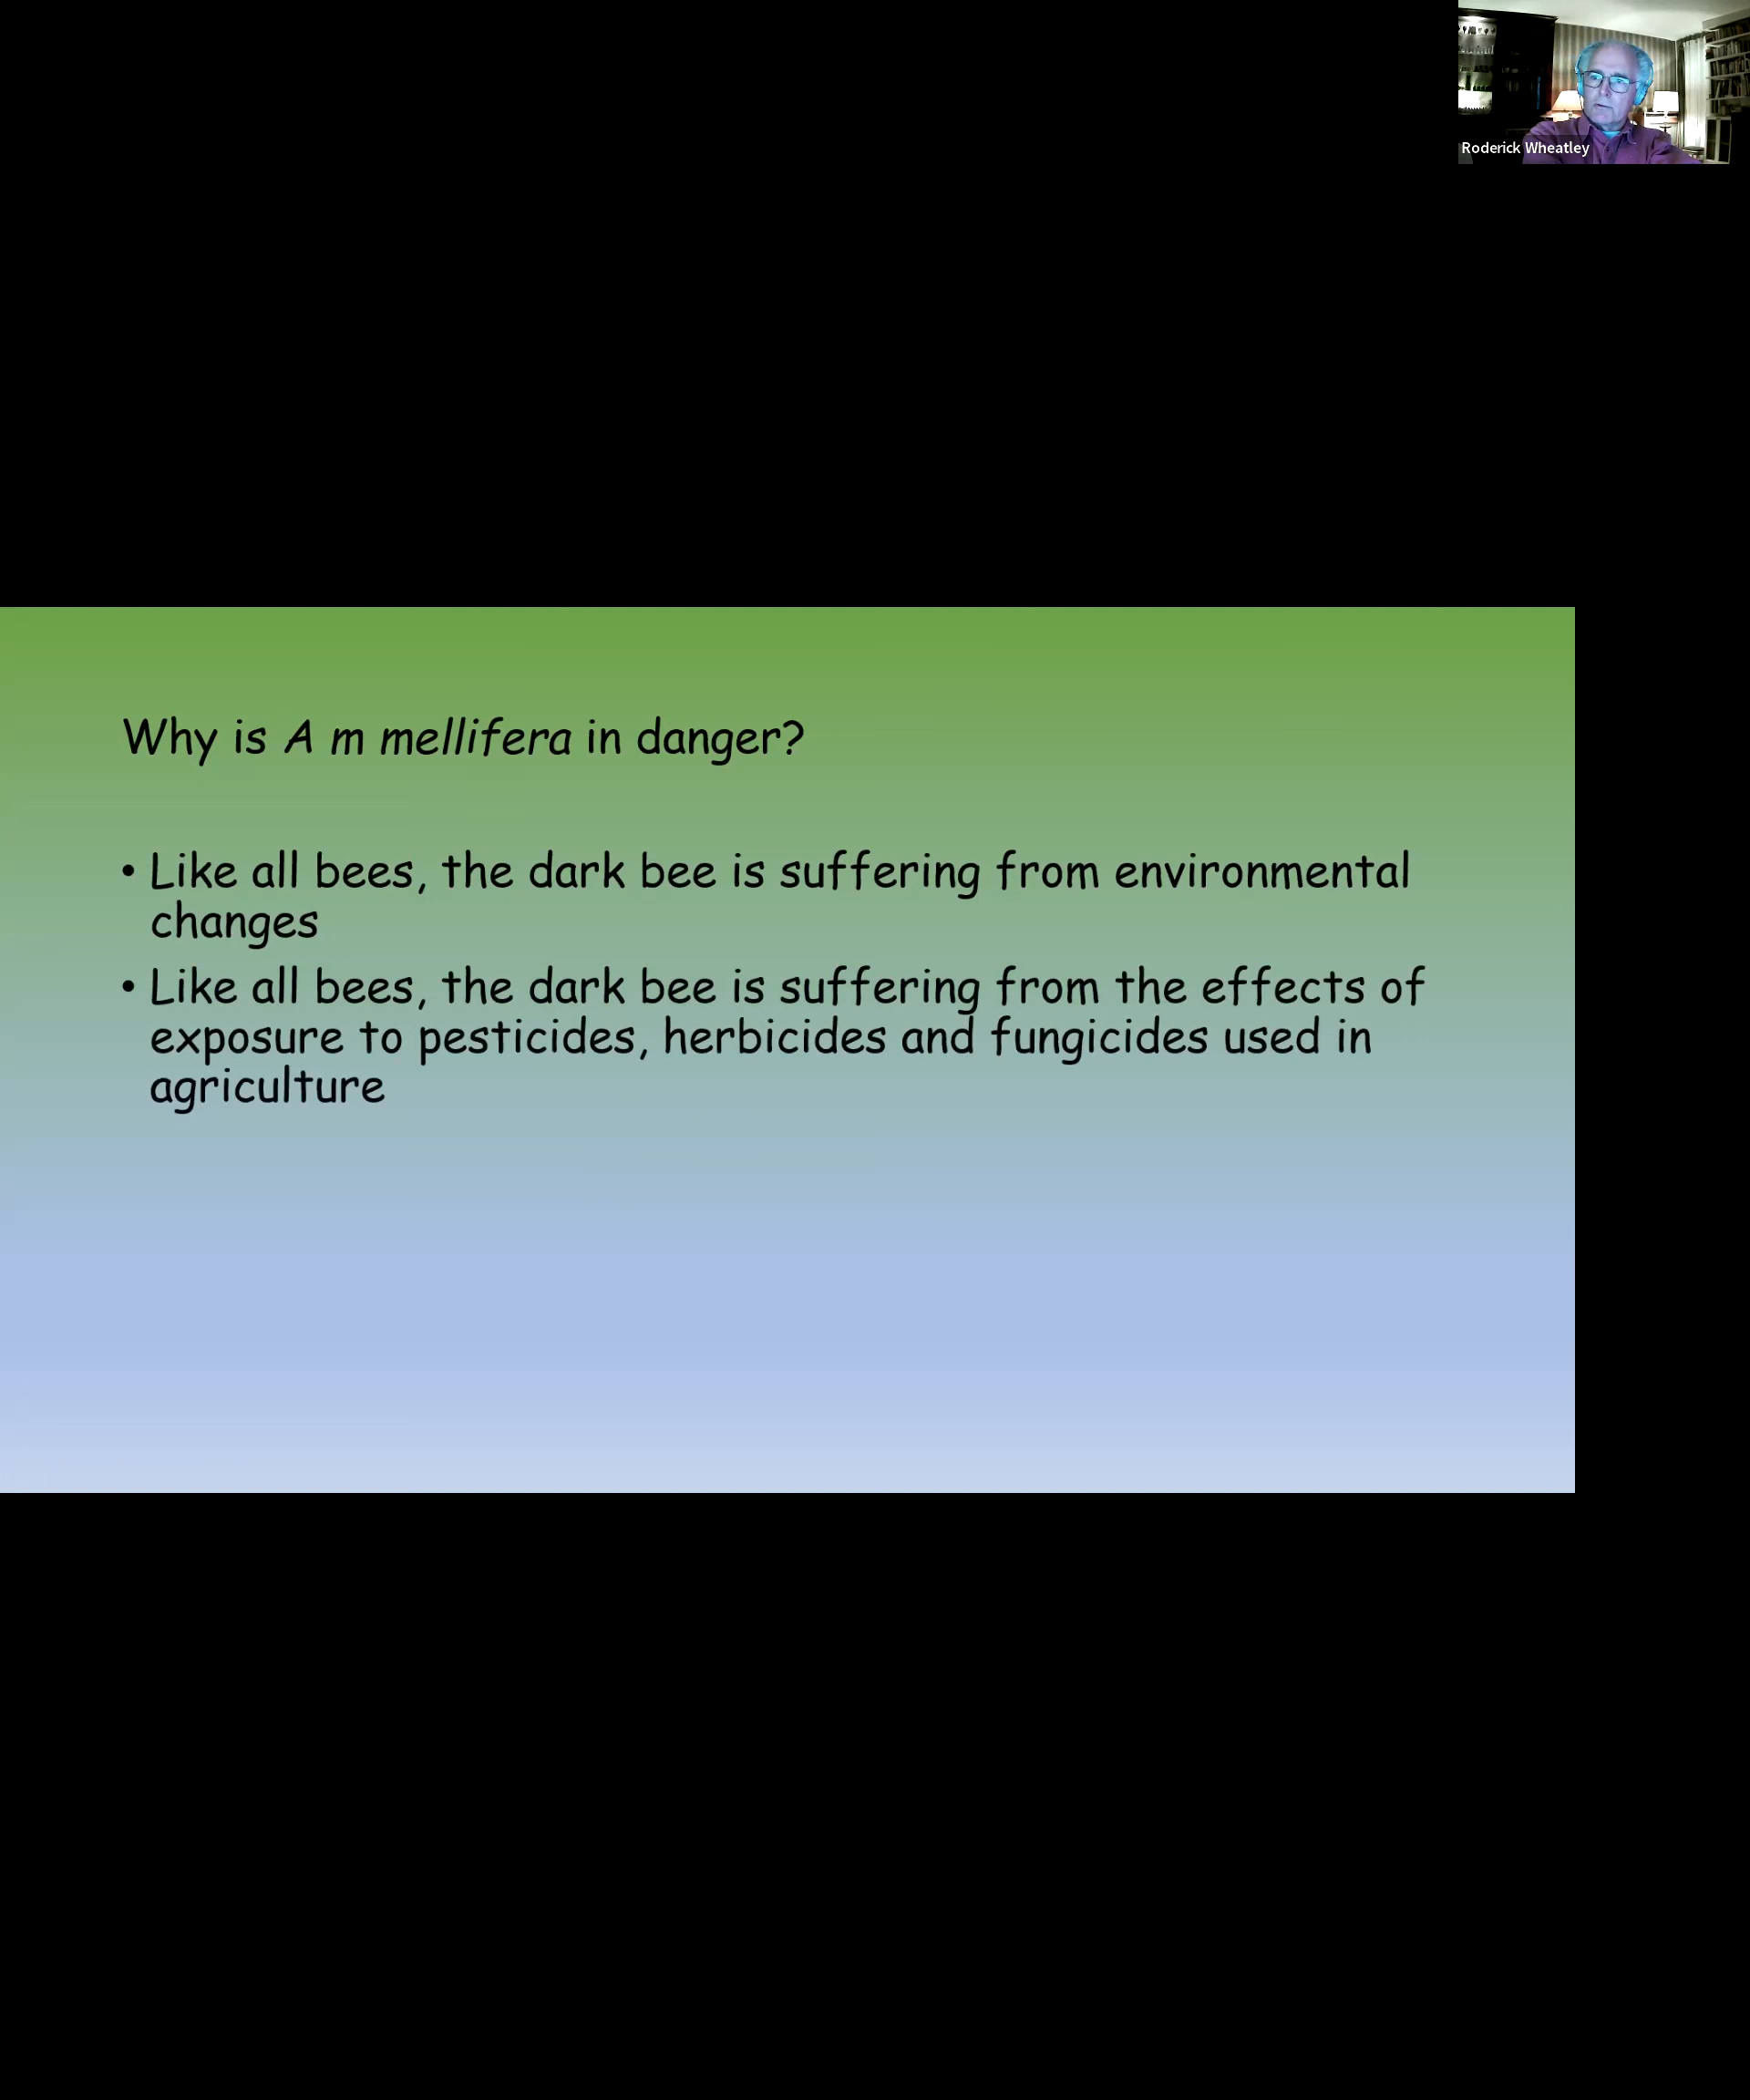 Roderick Wheatley
Why is A m mellifera in danger?
• Like all bees, the dark bee is suffering from environmental
changes
• Like all bees, the dark bee is suffering from the effects of
exposure to pesticides, herbicides and fungicides used in
agriculture